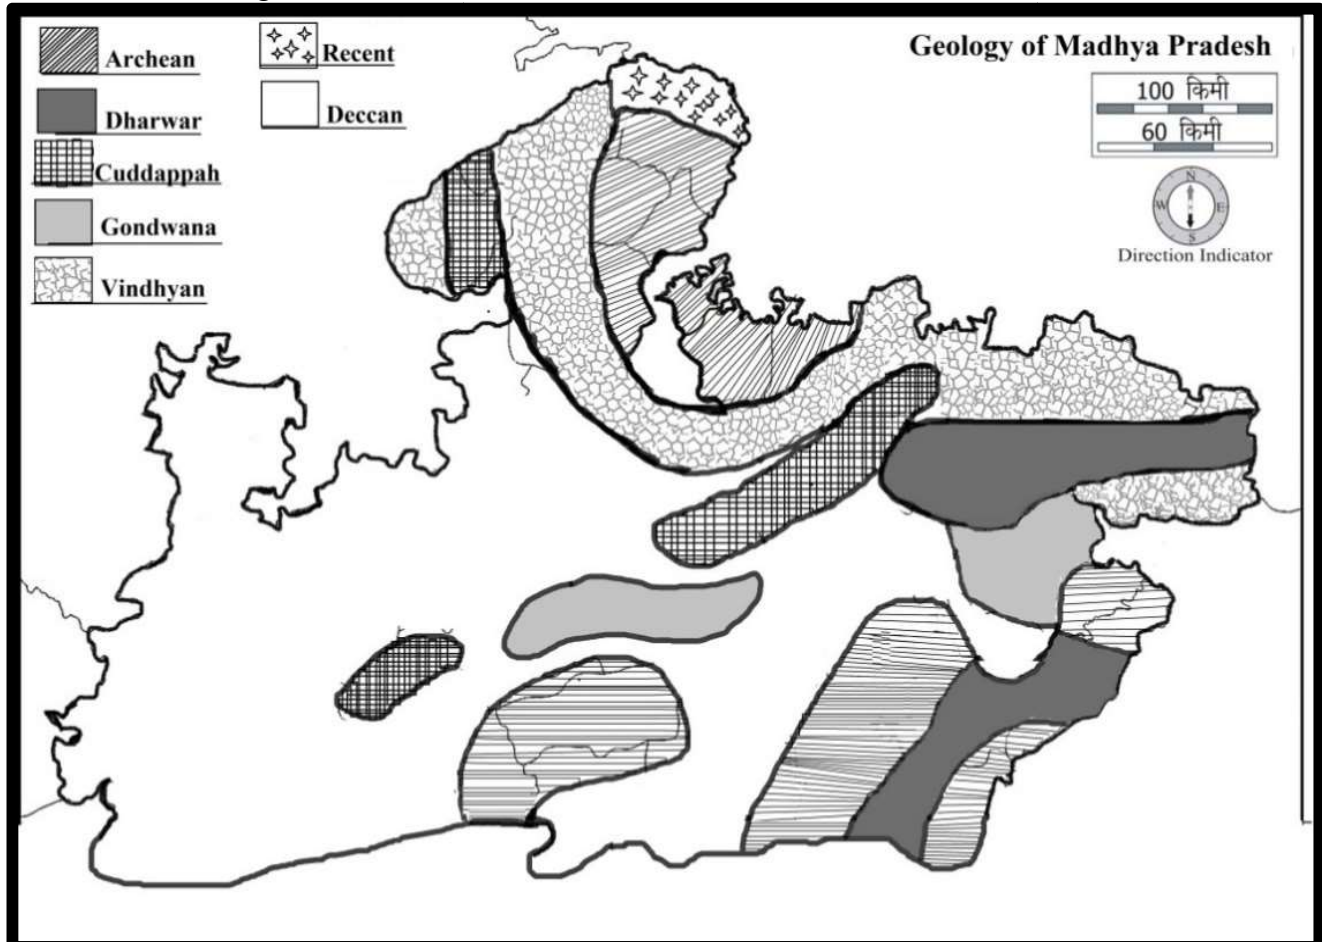 Geology of Madhya Pradesh
Archean
Dharwar
Cuddappah
Gondwana
Vindhyan
Recent
Deccan
100 किमी
60 किमी
N
W
E
S
Direction Indicator